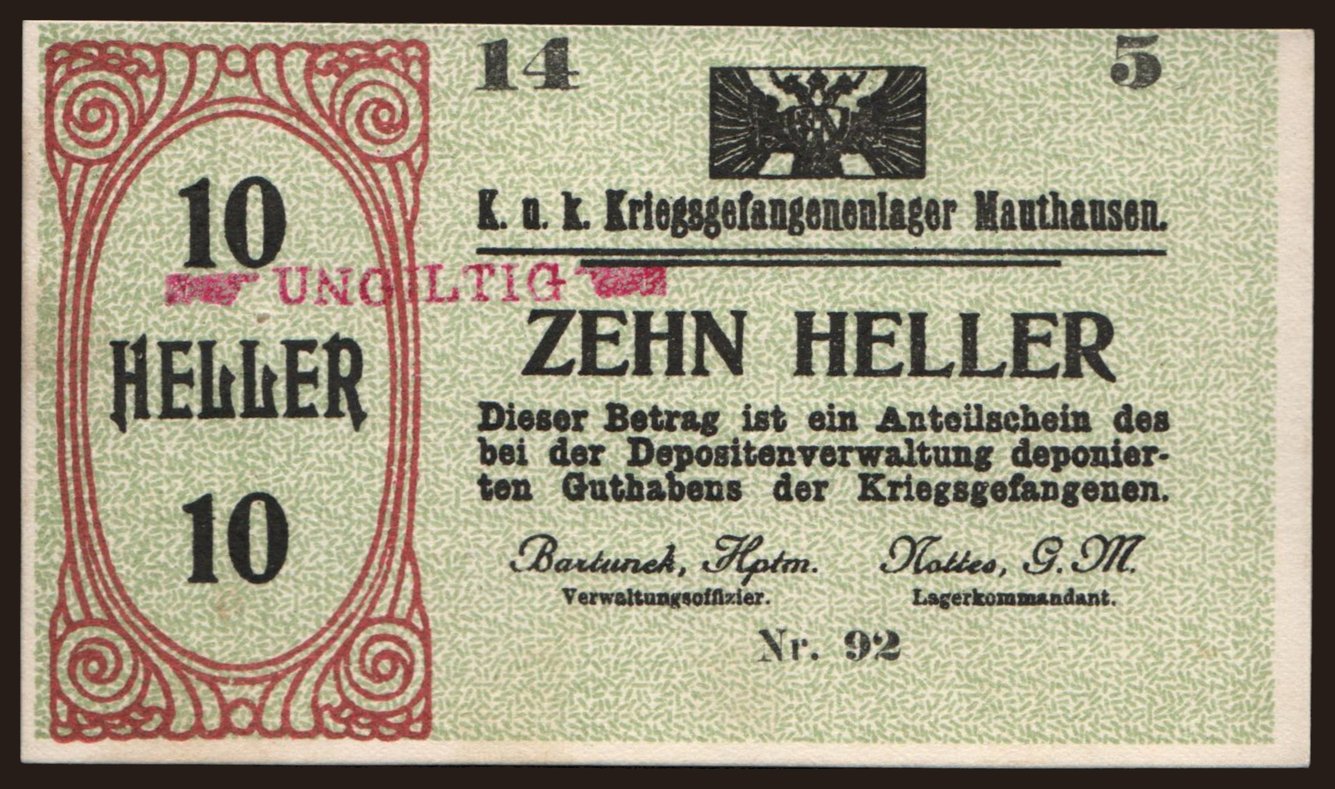 14 5
K. u. k. Kriegsgefangenenlager Mauthausen.
10
HELLER
10
UNGILTIG
ZEHN HELLER
Dieser Betrag ist ein Anteilschein des
bei der Depositenverwaltung deponier-
ten Guthabens der Kriegsgefangenen.
Bartunek, Hptm. Nottes, G. M.
Verwaltungsoffizier. Lagerkommandant.
Nr. 92